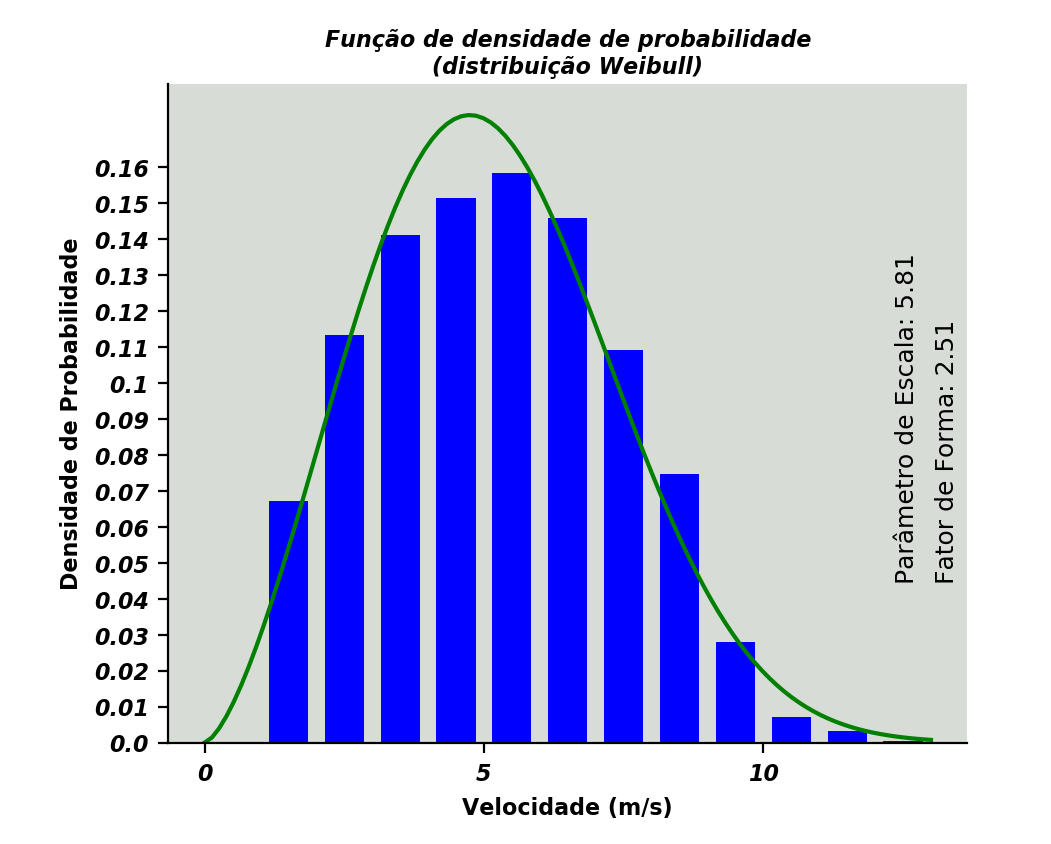 Função de densidade de probabilidade
(distribuição Weibull)
Densidade de Probabilidade
0.16
0.15
0.14
0.13
0.12
0.11
0.1
0.09
0.08
0.07
0.06
0.05
0.04
0.03
0.02
0.01
0.0
0 5 10
Velocidade (m/s)
Parâmetro de Escala: 5.81
Fator de Forma: 2.51